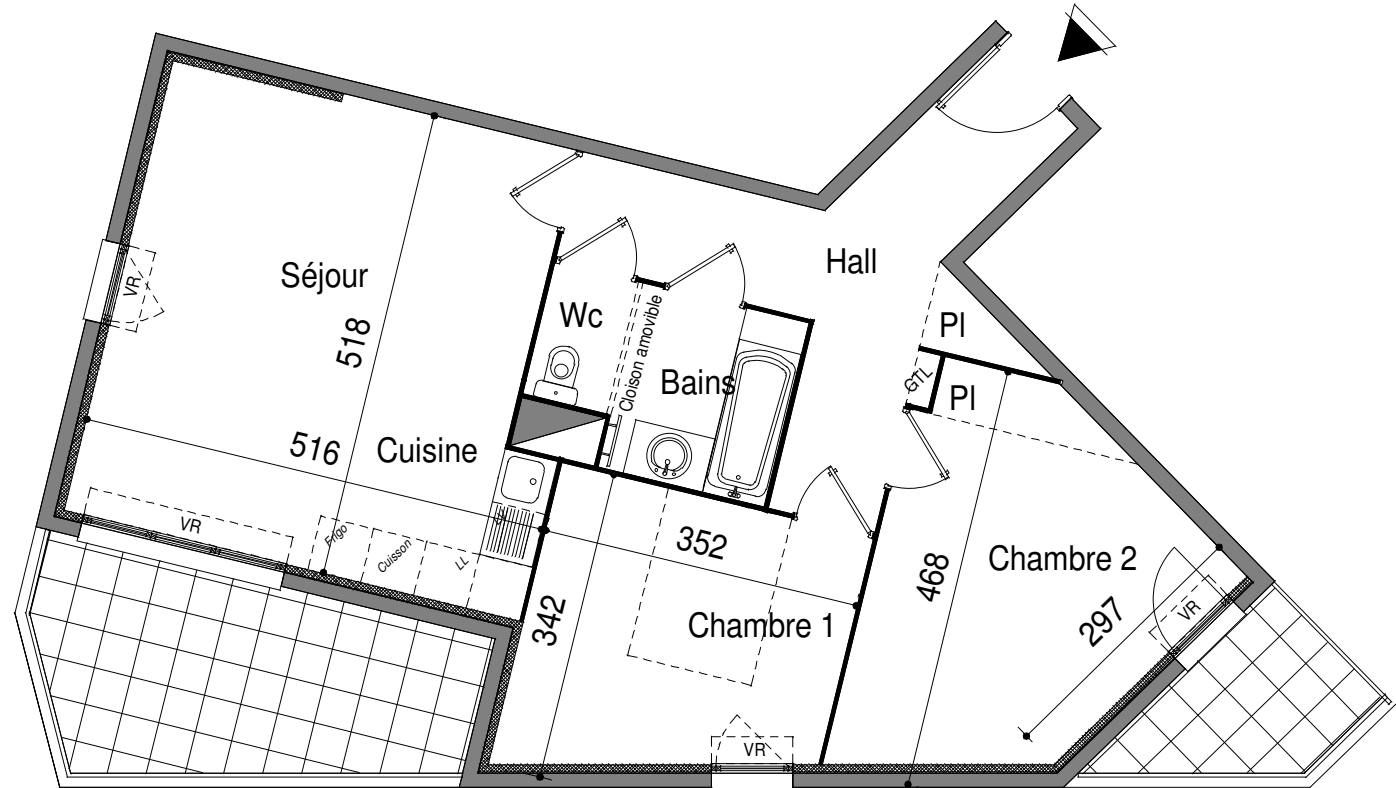 Hall
Séjour
VR
Wc
Pl
518
Cloison amovible
Bains
GTL
Pl
516
Cuisine
VR
Frigo
Cuisson
LL
352
Chambre 2
468
342
Chambre 1
297
VR
VR